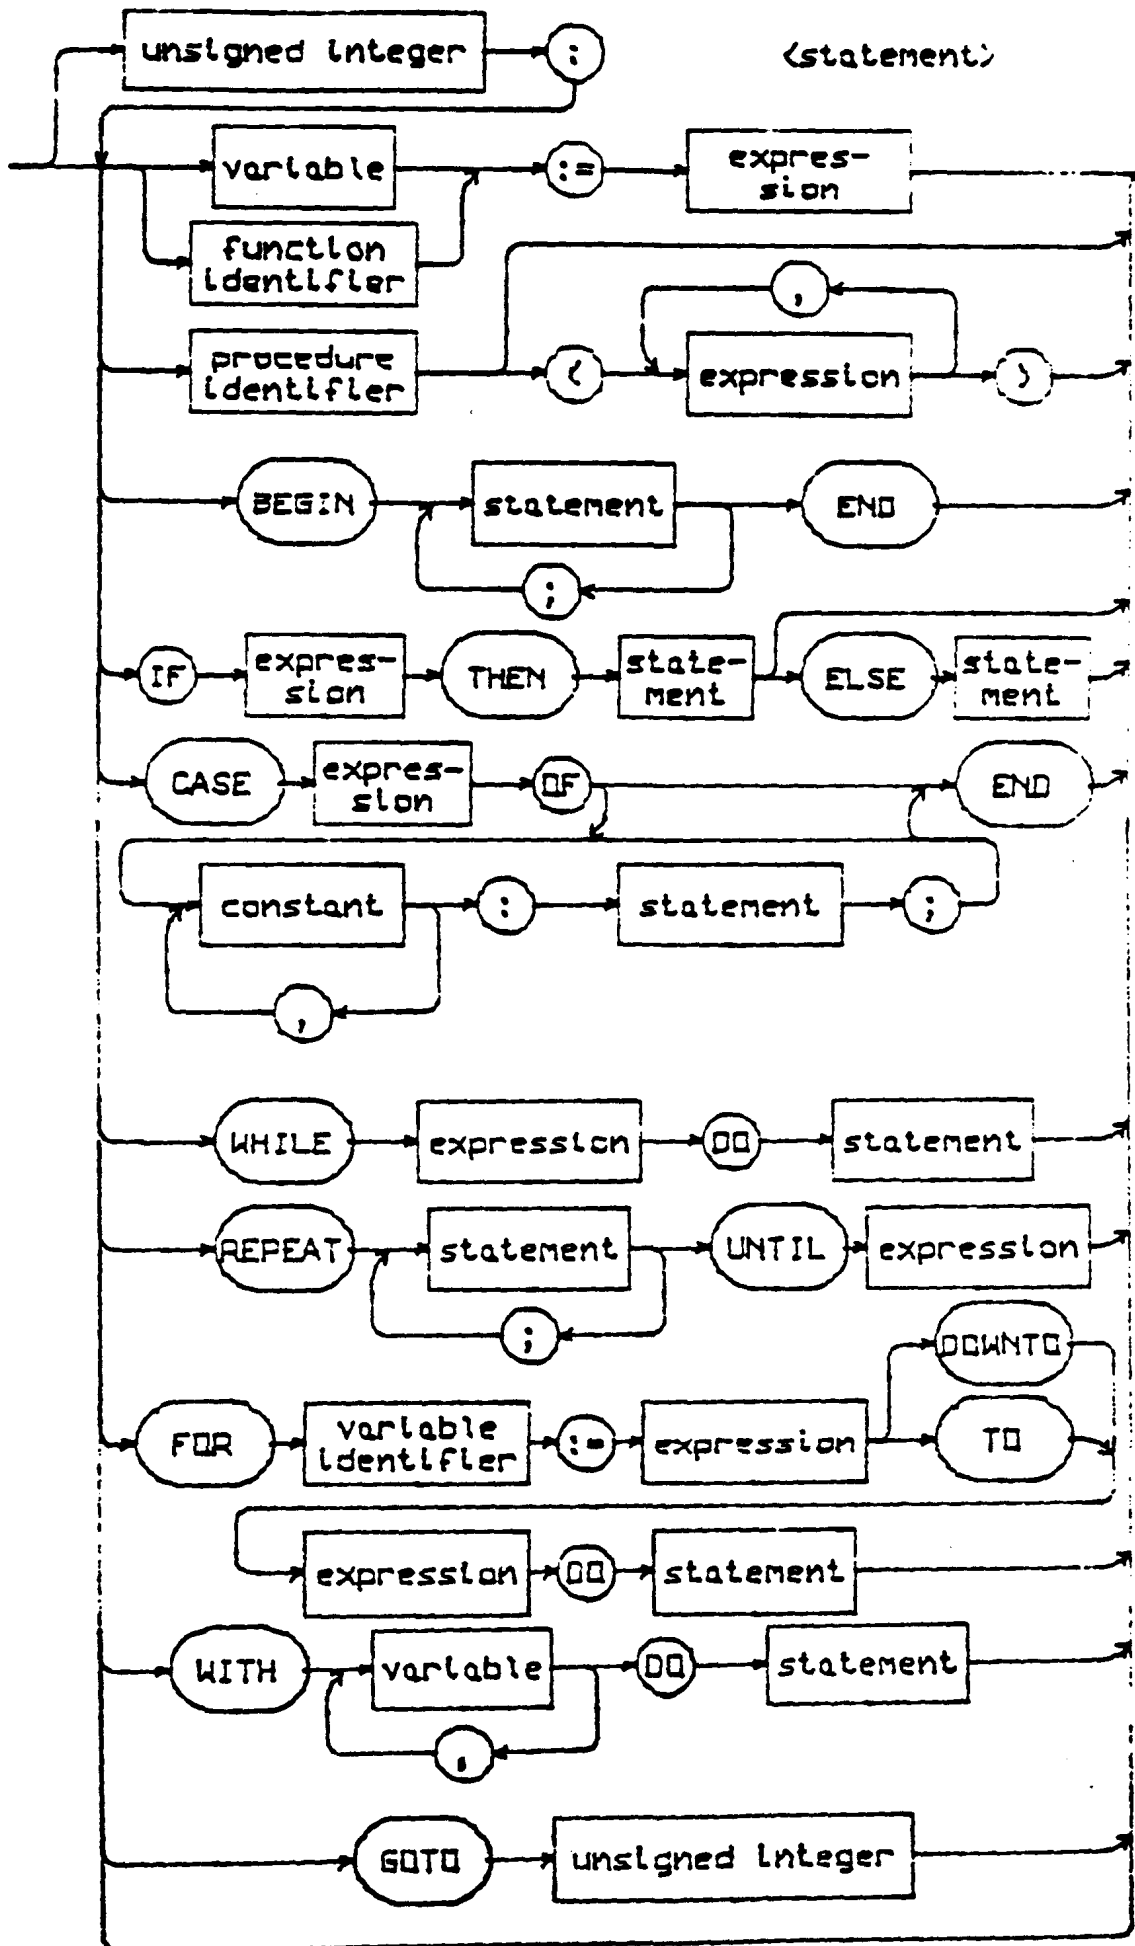 unsigned integer : <statement>
variable := expres-
sion
function
identifier
,
procedure
identifier ( expression )
BEGIN statement END
;
IF expres-
sion THEN state-
ment ELSE state-
ment
CASE expres-
sion OF END
constant : statement ;
,
WHILE expression DO statement
REPEAT statement UNTIL expression
;
DOWNTO
FOR variable
identifier := expression TO
expression DO statement
WITH variable DO statement
,
GOTO unsigned integer